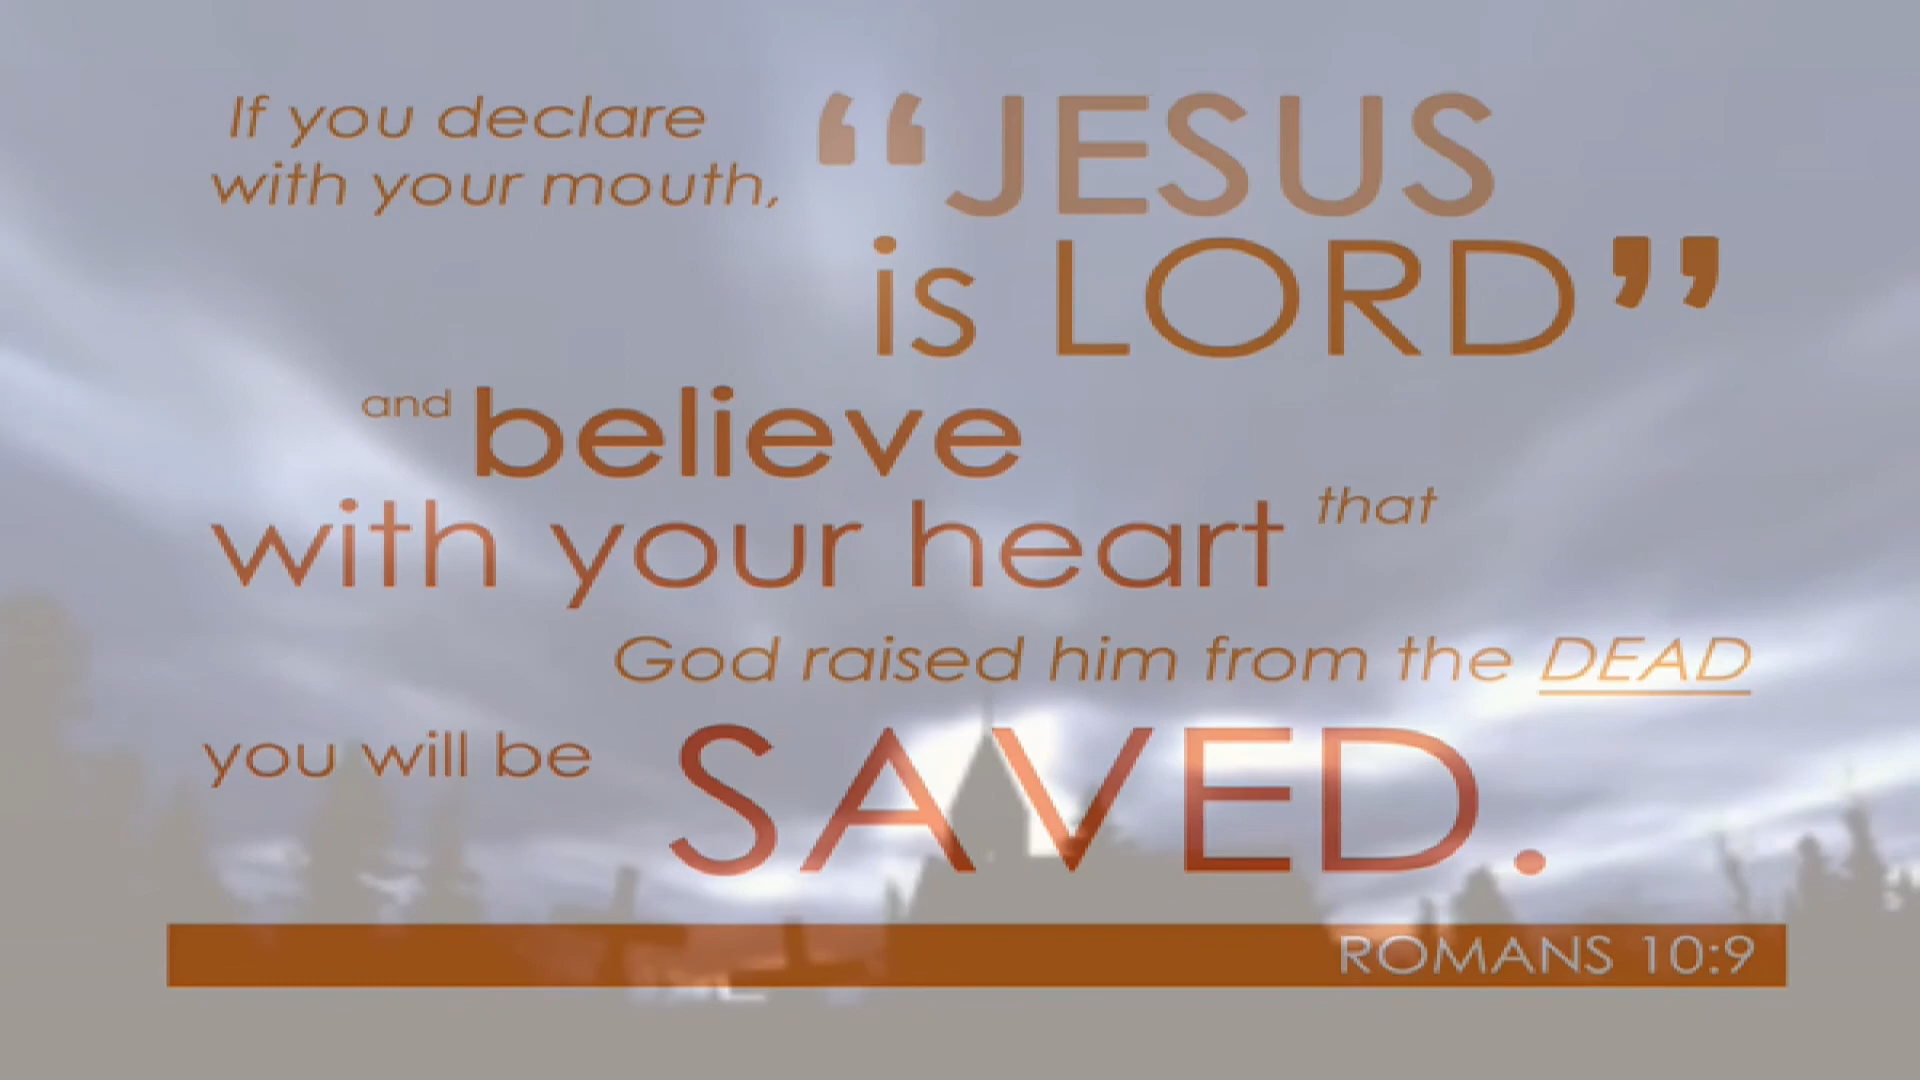 If you declare
with your mouth,
“JESUS
is LORD”
and believe
with your heart that
God raised him from the DEAD
you will be SAVED.
ROMANS 10:9